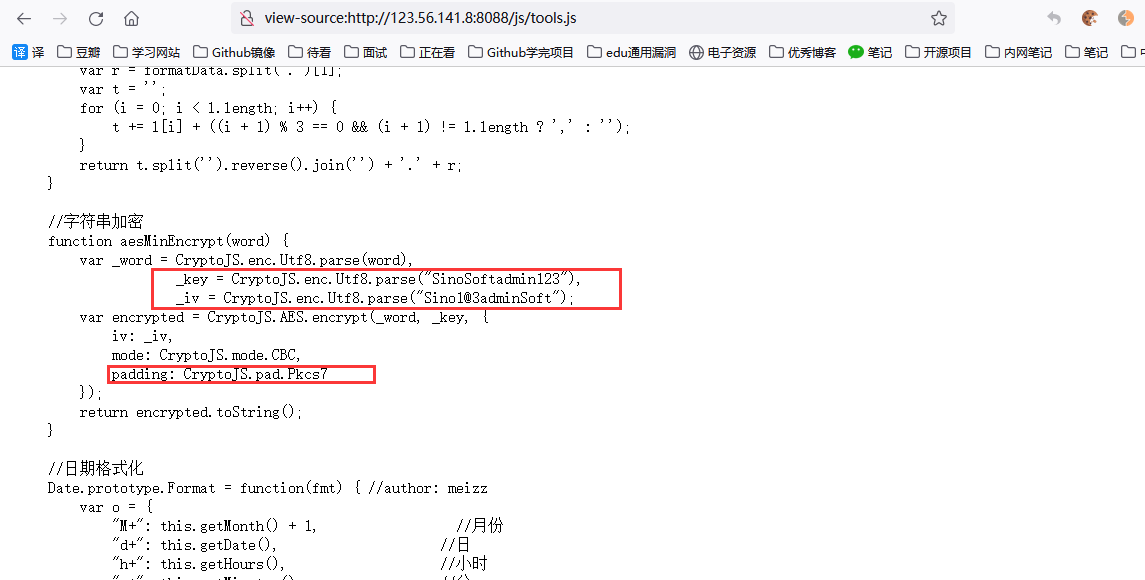 view-source:http://123.56.141.8:8088/js/tools.js
译 译 豆瓣 学习网站 Github镜像 待看 面试 正在看 Github学完项目 edu通用漏洞 电子资源 优秀博客 笔记 开源项目 内网笔记 笔记
var r = formatData.split('.')[1];
var t = '';
for (i = 0; i < l.length; i++) {
t += l[i] + ((i + 1) % 3 == 0 && (i + 1) != l.length ? ',' : '');
}
return t.split('').reverse().join('') + '.' + r;
}
//字符串加密
function aesMinEncrypt(word) {
var _word = CryptoJS.enc.Utf8.parse(word),
_key = CryptoJS.enc.Utf8.parse("SinoSoftadmin123"),
_iv = CryptoJS.enc.Utf8.parse("Sino1@3adminSoft");
var encrypted = CryptoJS.AES.encrypt(_word, _key, {
iv: _iv,
mode: CryptoJS.mode.CBC,
padding: CryptoJS.pad.Pkcs7
});
return encrypted.toString();
}
//日期格式化
Date.prototype.Format = function(fmt) { //author: meizz
var o = {
"M+": this.getMonth() + 1, //月份
"d+": this.getDate(), //日
"h+": this.getHours(), //小时